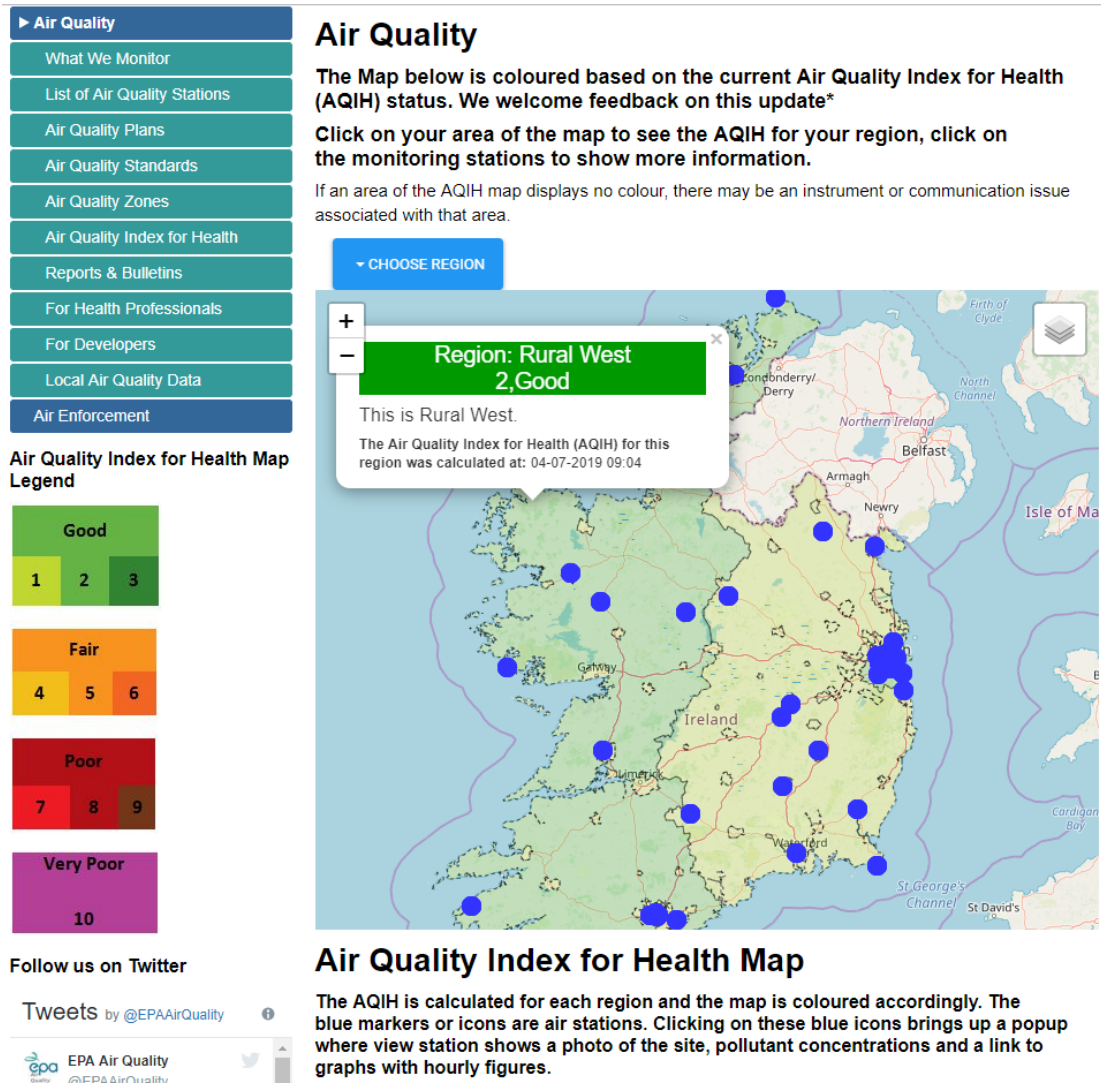 Air Quality
What We Monitor
List of Air Quality Stations
Air Quality Plans
Air Quality Standards
Air Quality Zones
Air Quality Index for Health
Reports & Bulletins
For Health Professionals
For Developers
Local Air Quality Data
Air Enforcement
Air Quality Index for Health Map
Legend
Good
1 2 3
Fair
4 5 6
Poor
7 8 9
Very Poor
10
Follow us on Twitter
Tweets by @EPAAirQuality
epa
EPA Air Quality
@EPAAirQuality
Air Quality
The Map below is coloured based on the current Air Quality Index for Health
(AQIH) status. We welcome feedback on this update*
Click on your area of the map to see the AQIH for your region, click on
the monitoring stations to show more information.
If an area of the AQIH map displays no colour, there may be an instrument or communication issue
associated with that area.
CHOOSE REGION
+
−
Region: Rural West
2,Good
×
This is Rural West.
The Air Quality Index for Health (AQIH) for this
region was calculated at: 04-07-2019 09:04
Firth of
Clyde
Londonderry/
Derry
North
Channel
Northern Ireland
Belfast
Armagh
Newry
Isle of Ma
Galway
Ireland
Limerick
Waterford
Cardigan
Bay
St George's
Channel
St David's
Air Quality Index for Health Map
The AQIH is calculated for each region and the map is coloured accordingly. The
blue markers or icons are air stations. Clicking on these blue icons brings up a popup
where view station shows a photo of the site, pollutant concentrations and a link to
graphs with hourly figures.